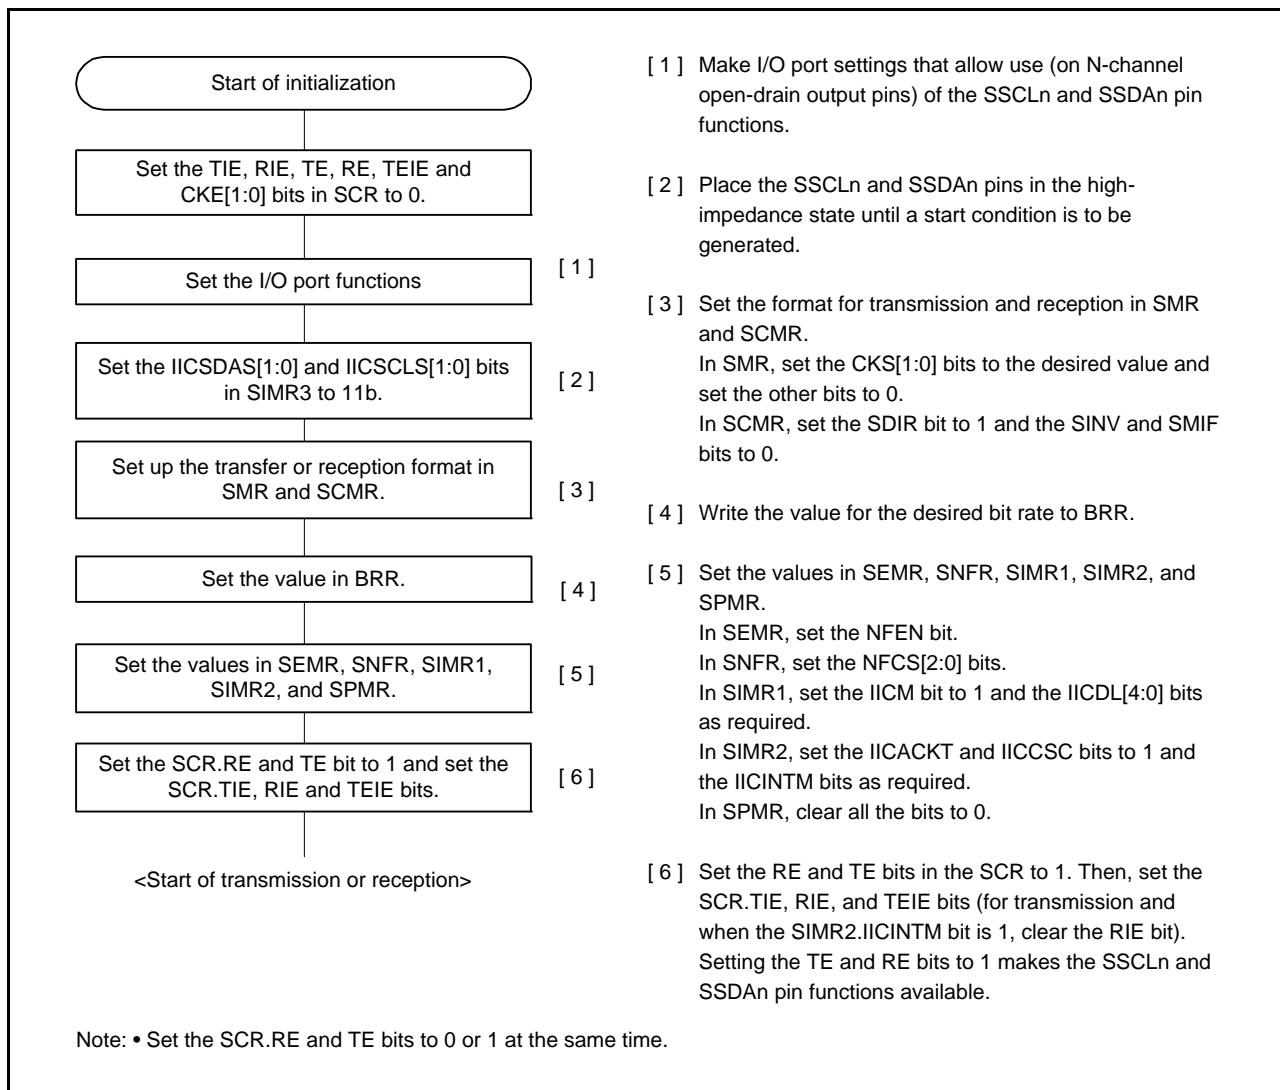 Start of initialization
Set the TIE, RIE, TE, RE, TEIE and
CKE[1:0] bits in SCR to 0.
Set the I/O port functions
[ 1 ]
Set the IICSDAS[1:0] and IICSCLS[1:0] bits
in SIMR3 to 11b.
[ 2 ]
Set up the transfer or reception format in
SMR and SCMR.
[ 3 ]
Set the value in BRR.
[ 4 ]
Set the values in SEMR, SNFR, SIMR1,
SIMR2, and SPMR.
[ 5 ]
Set the SCR.RE and TE bit to 1 and set the
SCR.TIE, RIE and TEIE bits.
[ 6 ]
<Start of transmission or reception>
[ 1 ] Make I/O port settings that allow use (on N-channel
open-drain output pins) of the SSCLn and SSDAn pin
functions.
[ 2 ] Place the SSCLn and SSDAn pins in the high-
impedance state until a start condition is to be
generated.
[ 3 ] Set the format for transmission and reception in SMR
and SCMR.
In SMR, set the CKS[1:0] bits to the desired value and
set the other bits to 0.
In SCMR, set the SDIR bit to 1 and the SINV and SMIF
bits to 0.
[ 4 ] Write the value for the desired bit rate to BRR.
[ 5 ] Set the values in SEMR, SNFR, SIMR1, SIMR2, and
SPMR.
In SEMR, set the NFEN bit.
In SNFR, set the NFCS[2:0] bits.
In SIMR1, set the IICM bit to 1 and the IICDL[4:0] bits
as required.
In SIMR2, set the IICACKT and IICCSC bits to 1 and
the IICINTM bits as required.
In SPMR, clear all the bits to 0.
[ 6 ] Set the RE and TE bits in the SCR to 1. Then, set the
SCR.TIE, RIE, and TEIE bits (for transmission and
when the SIMR2.IICINTM bit is 1, clear the RIE bit).
Setting the TE and RE bits to 1 makes the SSCLn and
SSDAn pin functions available.
Note: • Set the SCR.RE and TE bits to 0 or 1 at the same time.